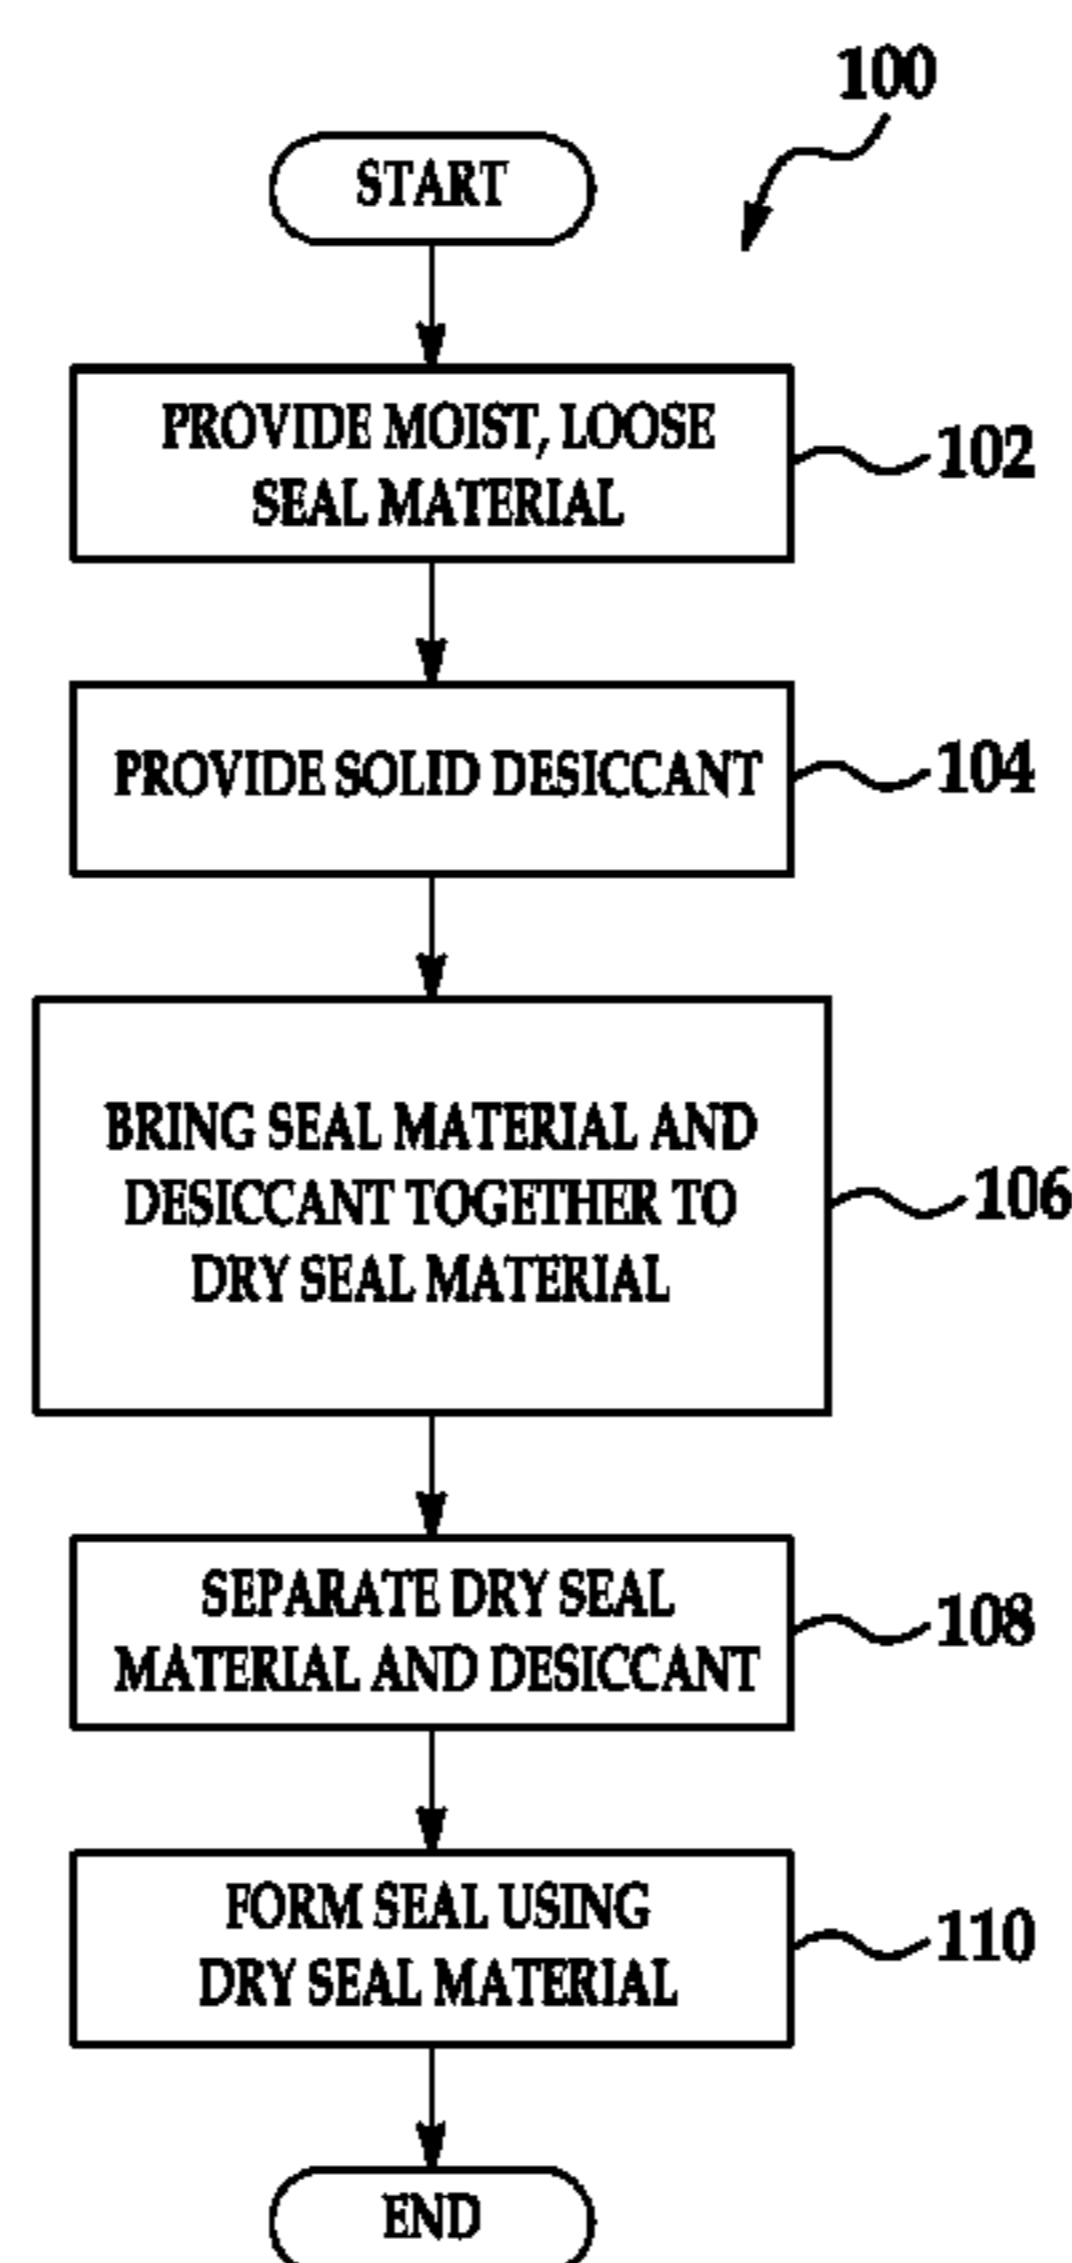 100
START
PROVIDE MOIST, LOOSE
SEAL MATERIAL
102
PROVIDE SOLID DESICCANT
104
BRING SEAL MATERIAL AND
DESICCANT TOGETHER TO
DRY SEAL MATERIAL
106
SEPARATE DRY SEAL
MATERIAL AND DESICCANT
108
FORM SEAL USING
DRY SEAL MATERIAL
110
END